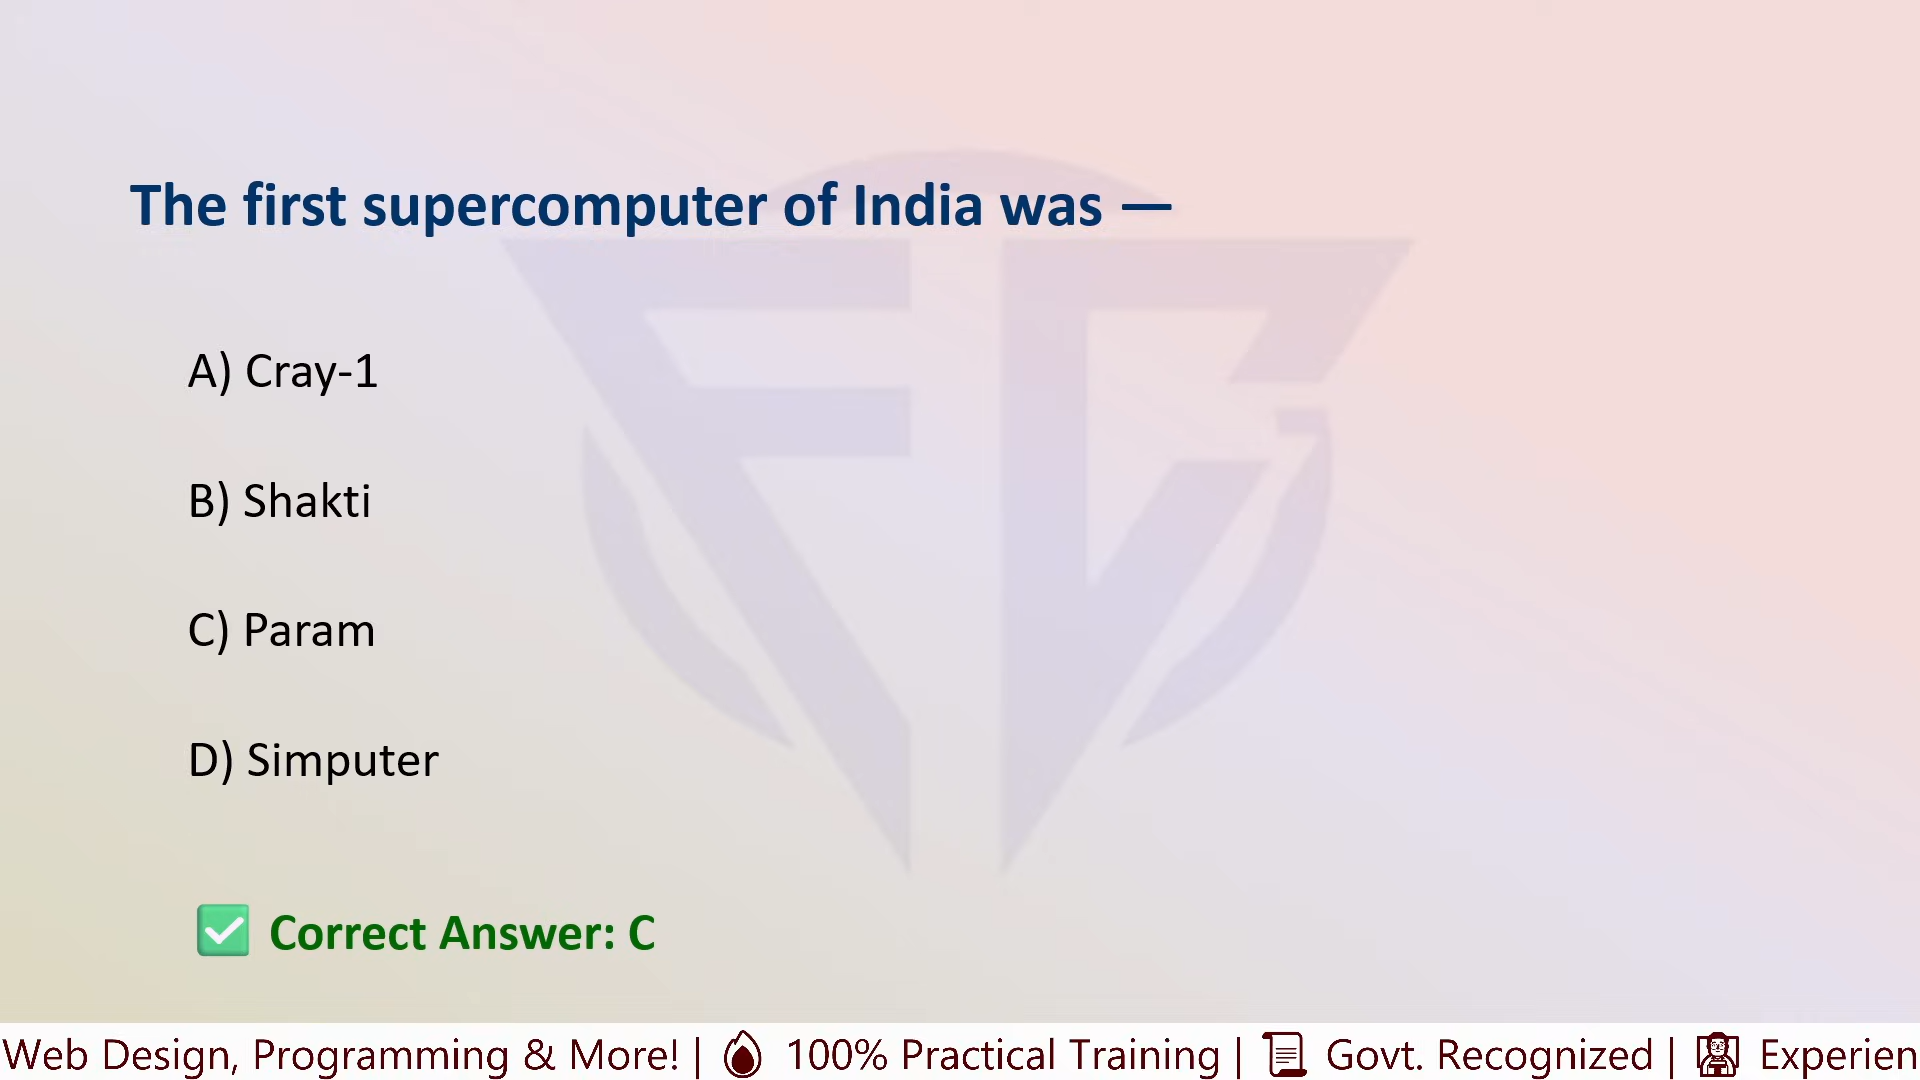 The first supercomputer of India was —
A) Cray-1
B) Shakti
C) Param
D) Simputer
✅ Correct Answer: C
Web Design, Programming & More! | 100% Practical Training | Govt. Recognized | Experien